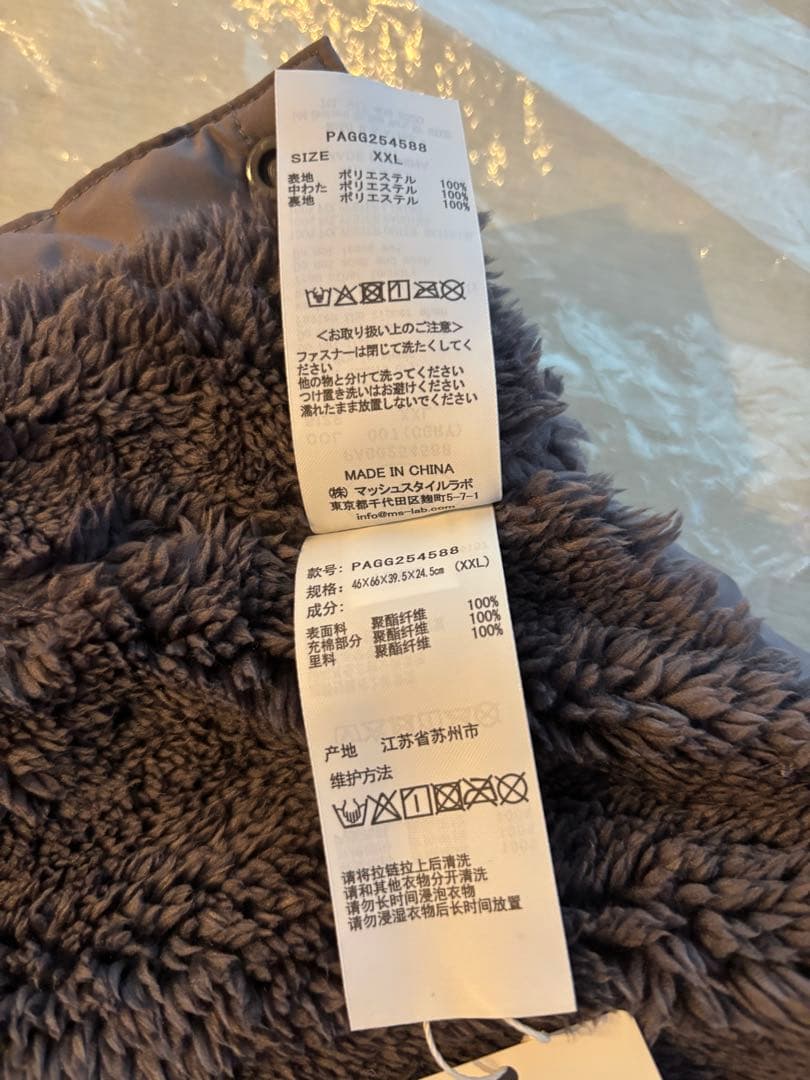 PAGG254588
SIZE XXL
表地 ポリエステル 100%
中わた ポリエステル 100%
裏地 ポリエステル 100%
<お取り扱い上のご注意>
ファスナーは閉じて洗たくしてく
ださい
他の物と分けて洗ってください
つけ置き洗いはお避けください
濡れたまま放置しないでください
MADE IN CHINA
㈱ マッシュスタイルラボ
東京都千代田区麹町5-7-1
info@ms-lab.com
款号: PAGG254588
规格: 46X66X39.5X24.5cm (XXL)
成分:
表面料 聚酯纤维 100%
充棉部分 聚酯纤维 100%
里料 聚酯纤维 100%
产地 江苏省苏州市
维护方法
请将拉链拉上后清洗
请和其他衣物分开清洗
请勿长时间浸泡衣物
请勿浸湿衣物后长时间放置